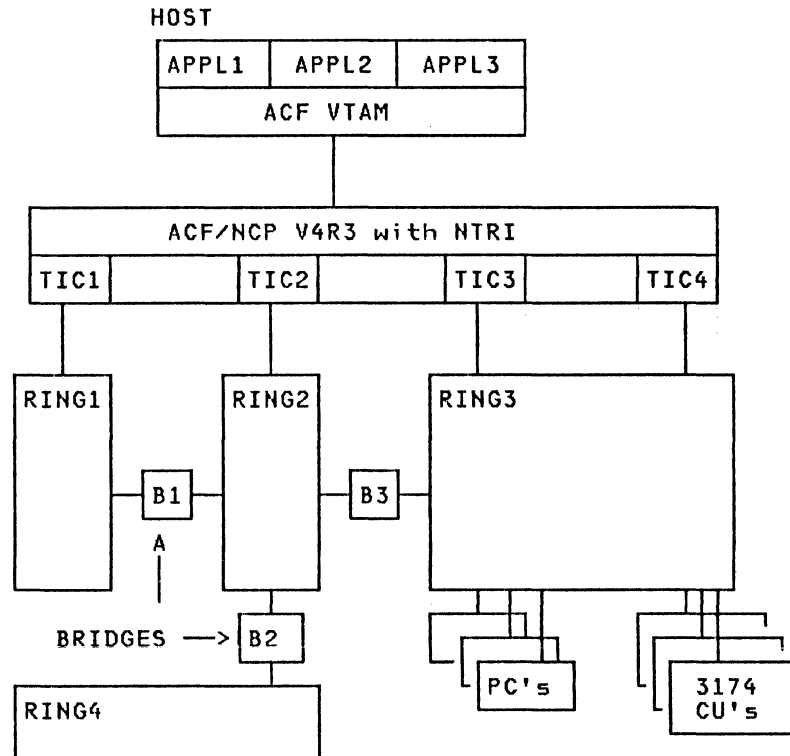 HOST
APPL1 APPL2 APPL3
ACF VTAM
ACF/NCP V4R3 with NTRI
TIC1 TIC2 TIC3 TIC4
RING1 RING2 RING3
B1 B3
A
BRIDGES —> B2
PC's 3174
CU's
RING4